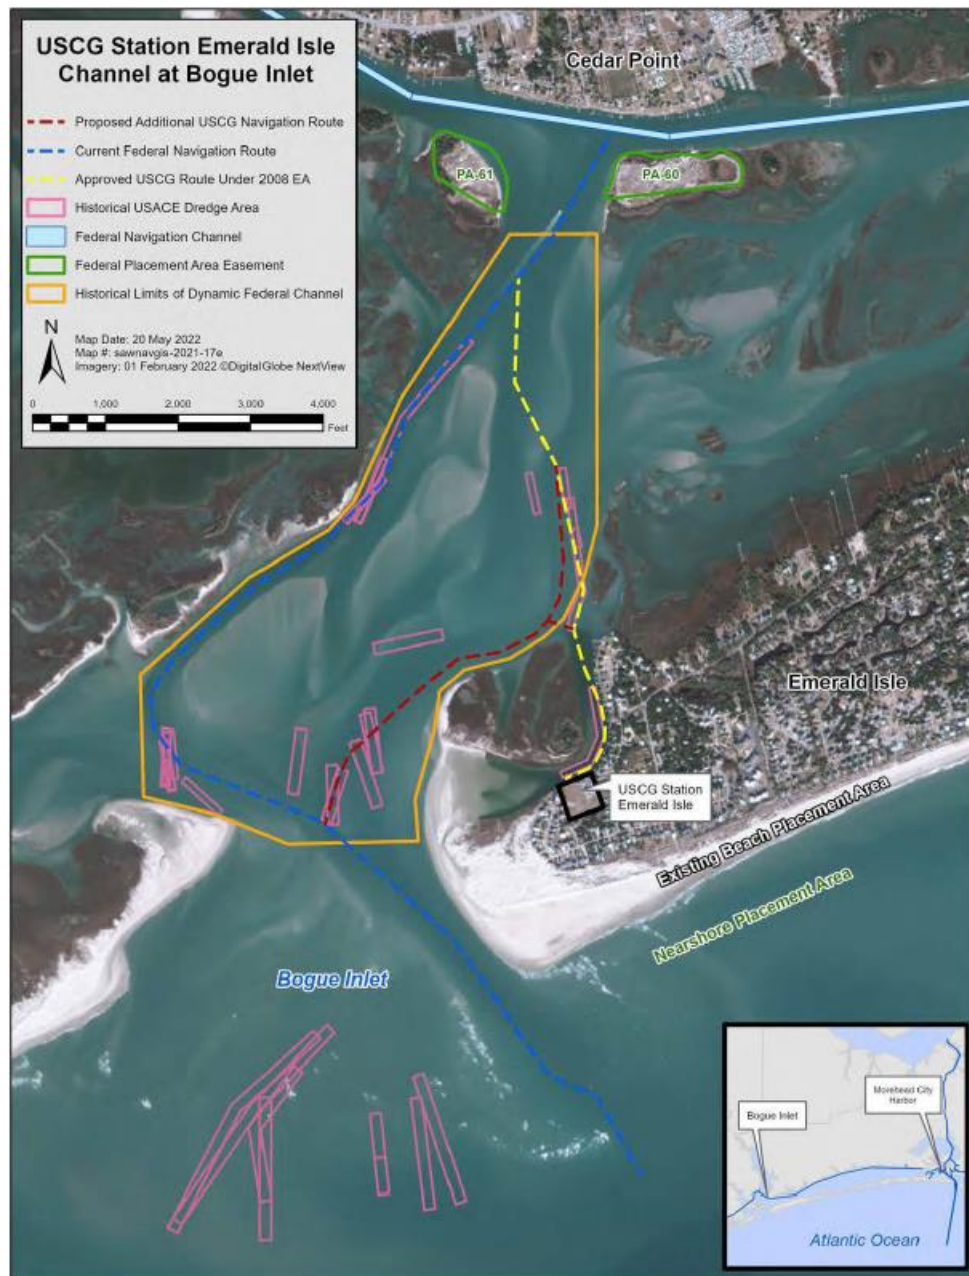 USCG Station Emerald Isle
Channel at Bogue Inlet
Proposed Additional USCG Navigation Route
Current Federal Navigation Route
Approved USCG Route Under 2008 EA
Historical USACE Dredge Area
Federal Navigation Channel
Federal Placement Area Easement
Historical Limits of Dynamic Federal Channel
N
Map Date: 20 May 2022
Map #: sawnavgis-2021-17e
Imagery: 01 February 2022 ©DigitalGlobe NextView
0 1,000 2,000 3,000 4,000
Feet
Cedar Point
PA-61
PA-60
Emerald Isle
USCG Station
Emerald Isle
Existing Beach Placement Area
Nearshore Placement Area
Bogue Inlet
Morehead City
Harbor
Bogue Inlet
Atlantic Ocean